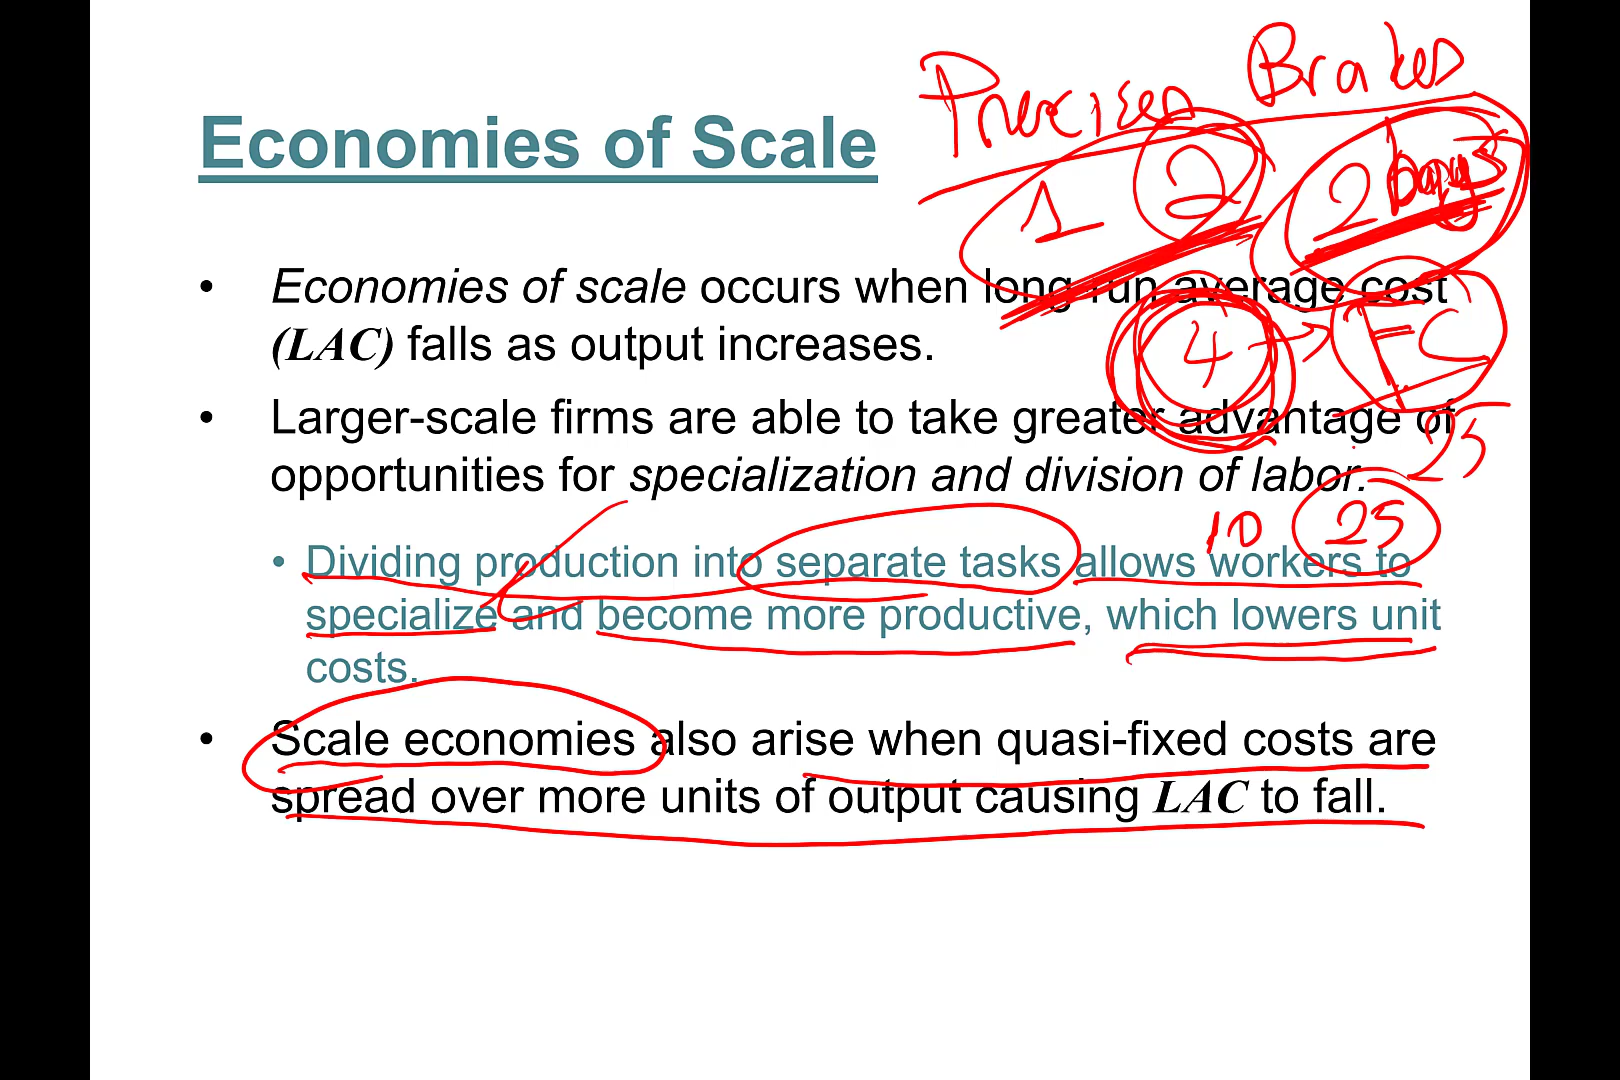 Precision Brakes
Economies of Scale
1 2 2 bays
• Economies of scale occurs when long-run average cost
(LAC) falls as output increases.
4 → FC
• Larger-scale firms are able to take greater advantage of
25
opportunities for specialization and division of labor.
10 25
• Dividing production into separate tasks allows workers to
specialize and become more productive, which lowers unit
costs.
• Scale economies also arise when quasi-fixed costs are
spread over more units of output causing LAC to fall.